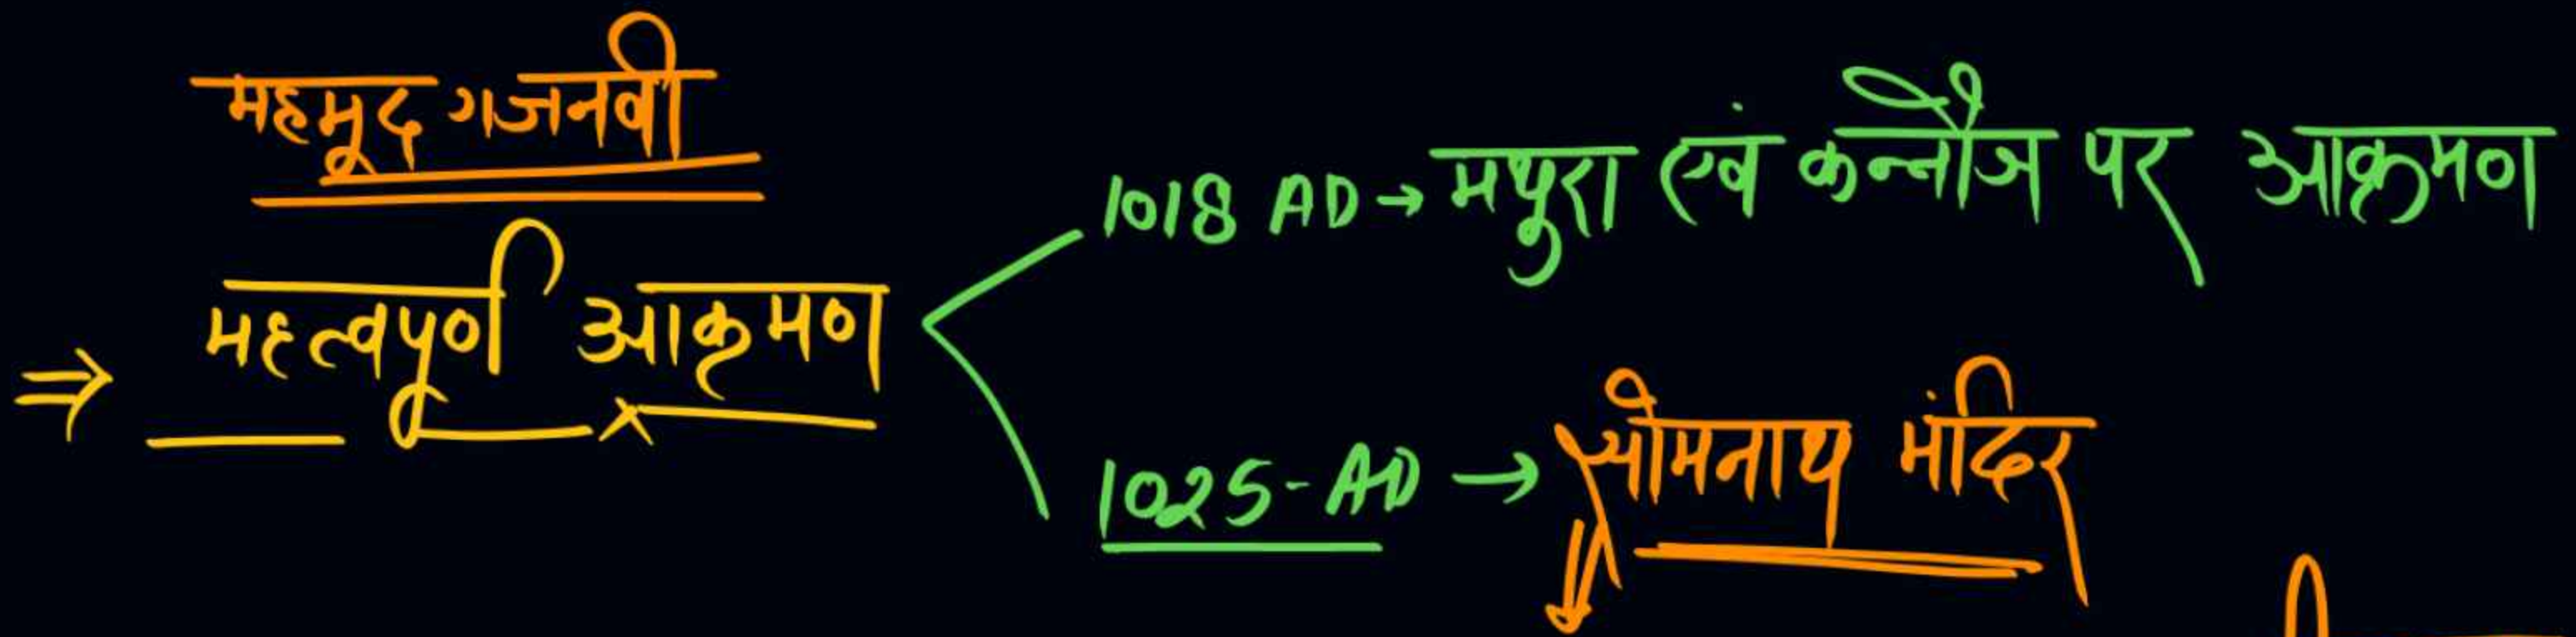 महमूद गजनवी
⇒ महत्वपूर्ण आक्रमण
1018 AD → मथुरा एवं कन्नौज पर आक्रमण
1025-AD → सोमनाथ मंदिर